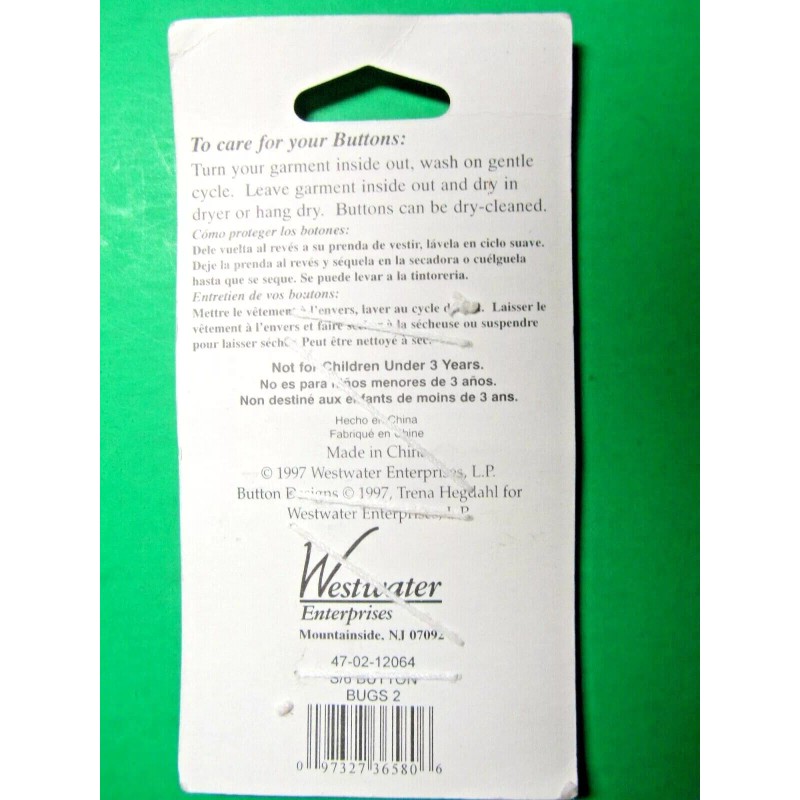 To care for your Buttons:
Turn your garment inside out, wash on gentle
cycle. Leave garment inside out and dry in
dryer or hang dry. Buttons can be dry-cleaned.
Cómo proteger los botones:
Dele vuelta al revés a su prenda de vestir, lávela en ciclo suave.
Deje la prenda al revés y séquela en la secadora o cuélguela
hasta que se seque. Se puede levar a la tintoreria.
Entretien de vos boutons:
Mettre le vêtement à l'envers, laver au cycle Laisser le
vêtement à l'envers et faire à la sécheuse ou suspendre
pour laisser Peut être nettoyé à sec.
Not for Children Under 3 Years.
No es para niños menores de 3 años.
Non destiné aux enfants de moins de 3 ans.
Hecho en China
Fabriqué en Chine
Made in China
© 1997 Westwater Enterprises, L.P.
Button Designs © 1997, Trena Hegdahl for
Westwater Enterprises, L.P.
Westwater
Enterprises
Mountainside, NJ 07092
47-02-12064
BUTTON
BUGS 2
0 97327 36580 6